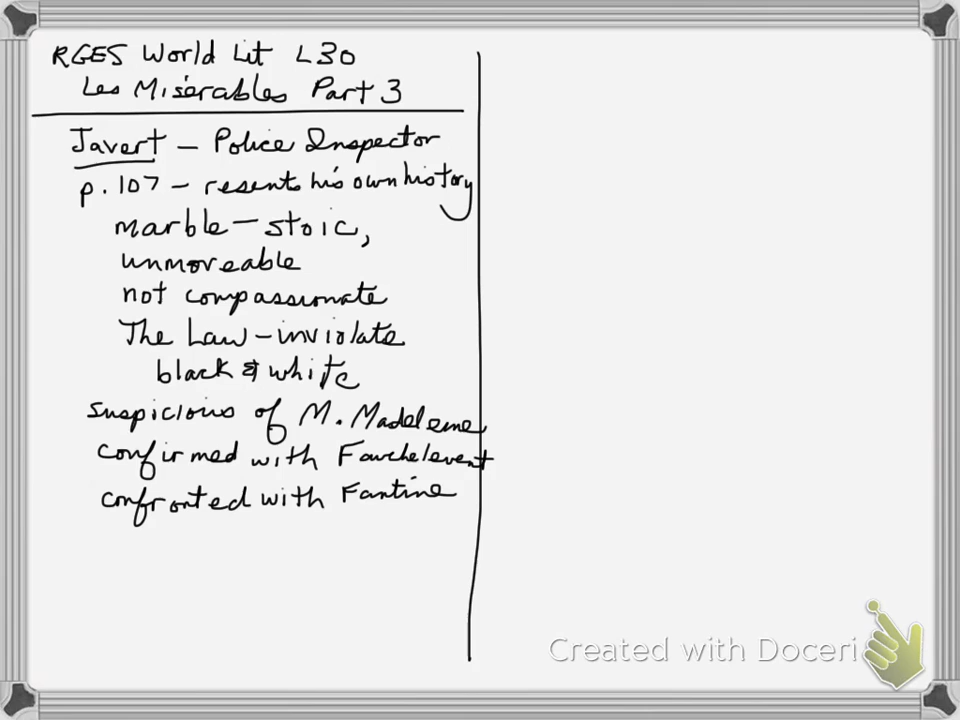 RGES World Lit L30
Les Misérables Part 3
Javert - Police Inspector
p. 107 - resents his own history
marble - stoic,
unmoveable
not compassionate
The Law - inviolate
black & white
suspicious of M. Madeleine
confirmed with Fauchelevent
confronted with Fantine
Created with Doceri